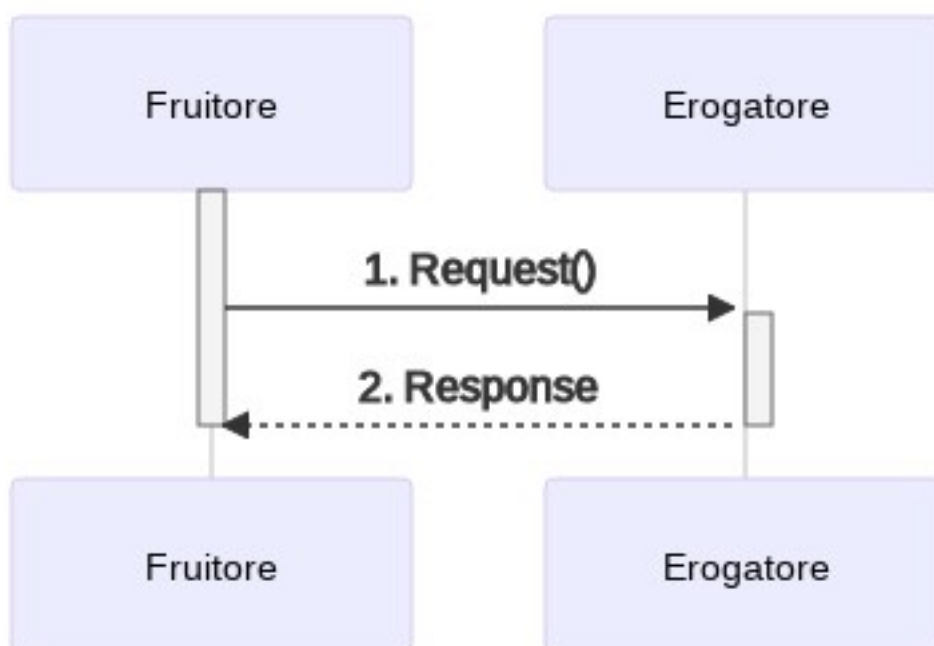 Fruitore
Erogatore
1. Request()
2. Response
Fruitore
Erogatore